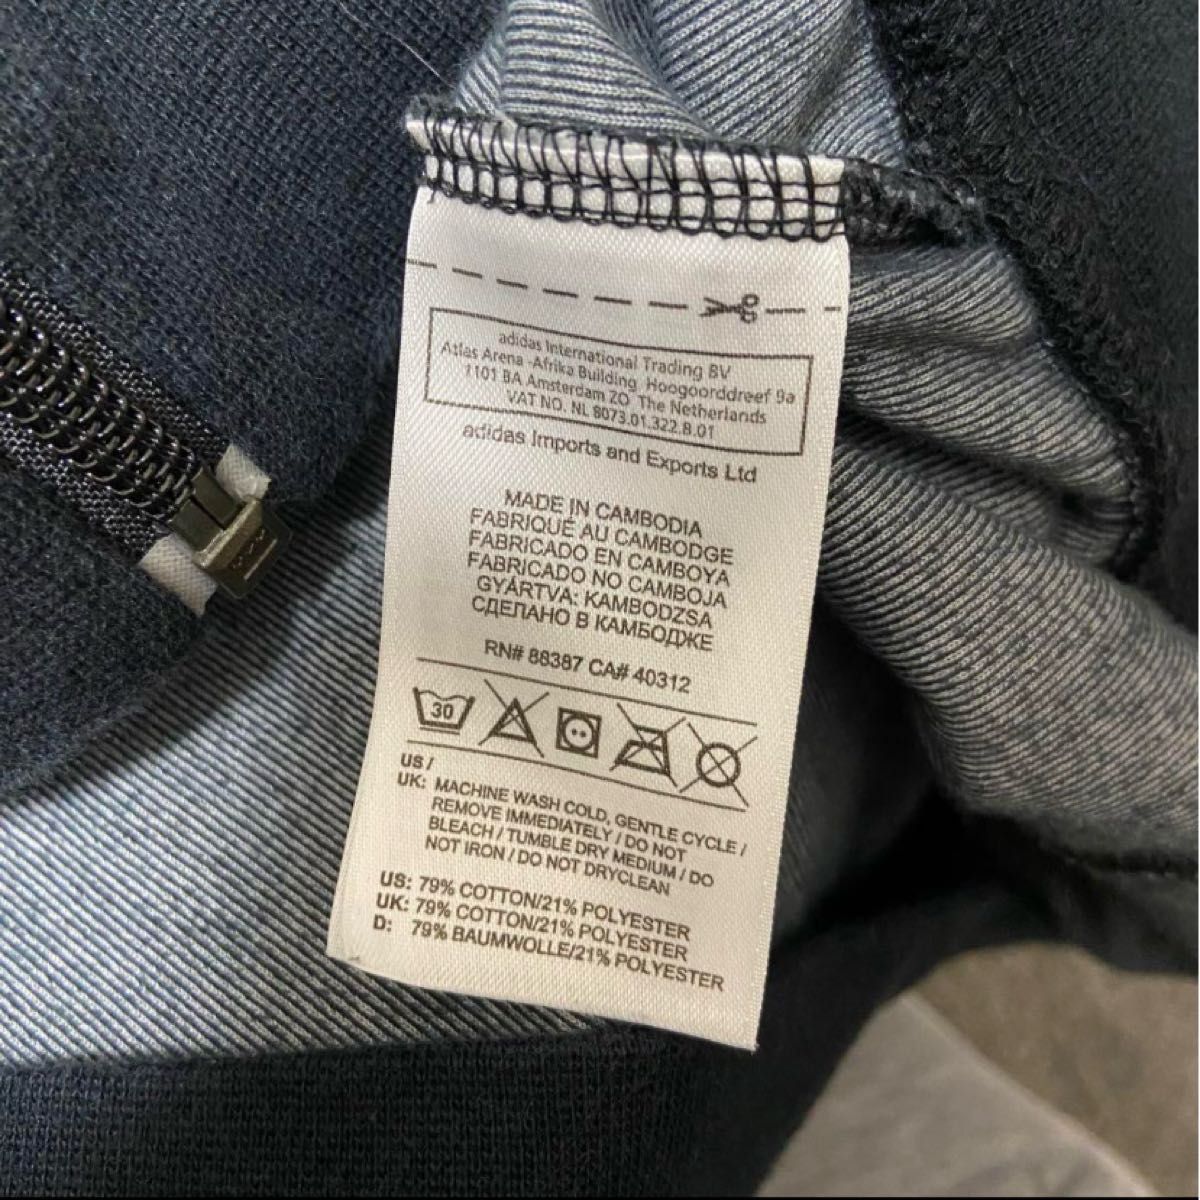 adidas International Trading BV
Atlas Arena -Afrika Building Hoogoorddreef 9a
1101 BA Amsterdam ZO The Netherlands
VAT NO. NL 8073.01.322.B.01
adidas Imports and Exports Ltd
MADE IN CAMBODIA
FABRIQUÉ AU CAMBODGE
FABRICADO EN CAMBOYA
FABRICADO NO CAMBOJA
GYÁRTVA: KAMBODZSA
СДЕЛАНО В КАМБОДЖЕ
RN# 88387 CA# 40312
30
US /
UK: MACHINE WASH COLD, GENTLE CYCLE /
REMOVE IMMEDIATELY / DO NOT
BLEACH / TUMBLE DRY MEDIUM / DO
NOT IRON / DO NOT DRYCLEAN
US: 79% COTTON/21% POLYESTER
UK: 79% COTTON/21% POLYESTER
D: 79% BAUMWOLLE/21% POLYESTER